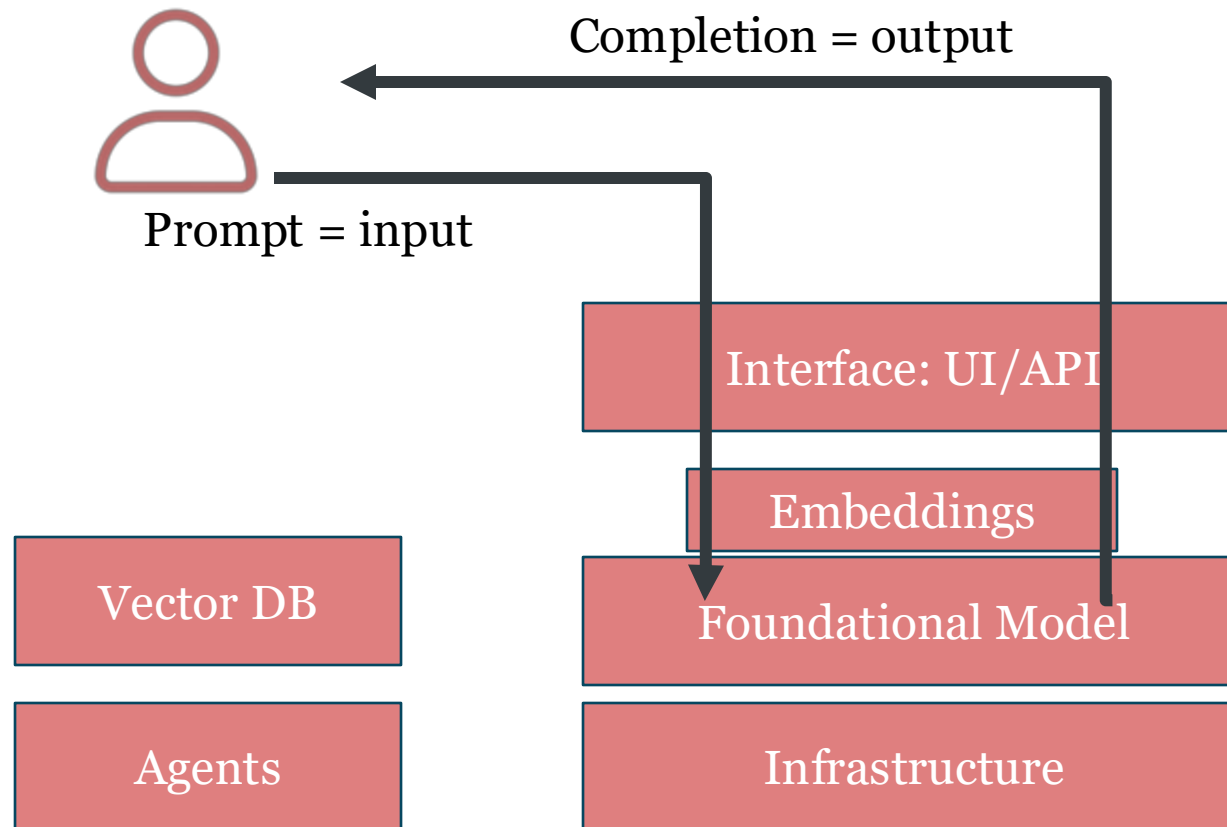 Completion = output
Prompt = input
Interface: UI/API
Embeddings
Vector DB
Foundational Model
Agents
Infrastructure